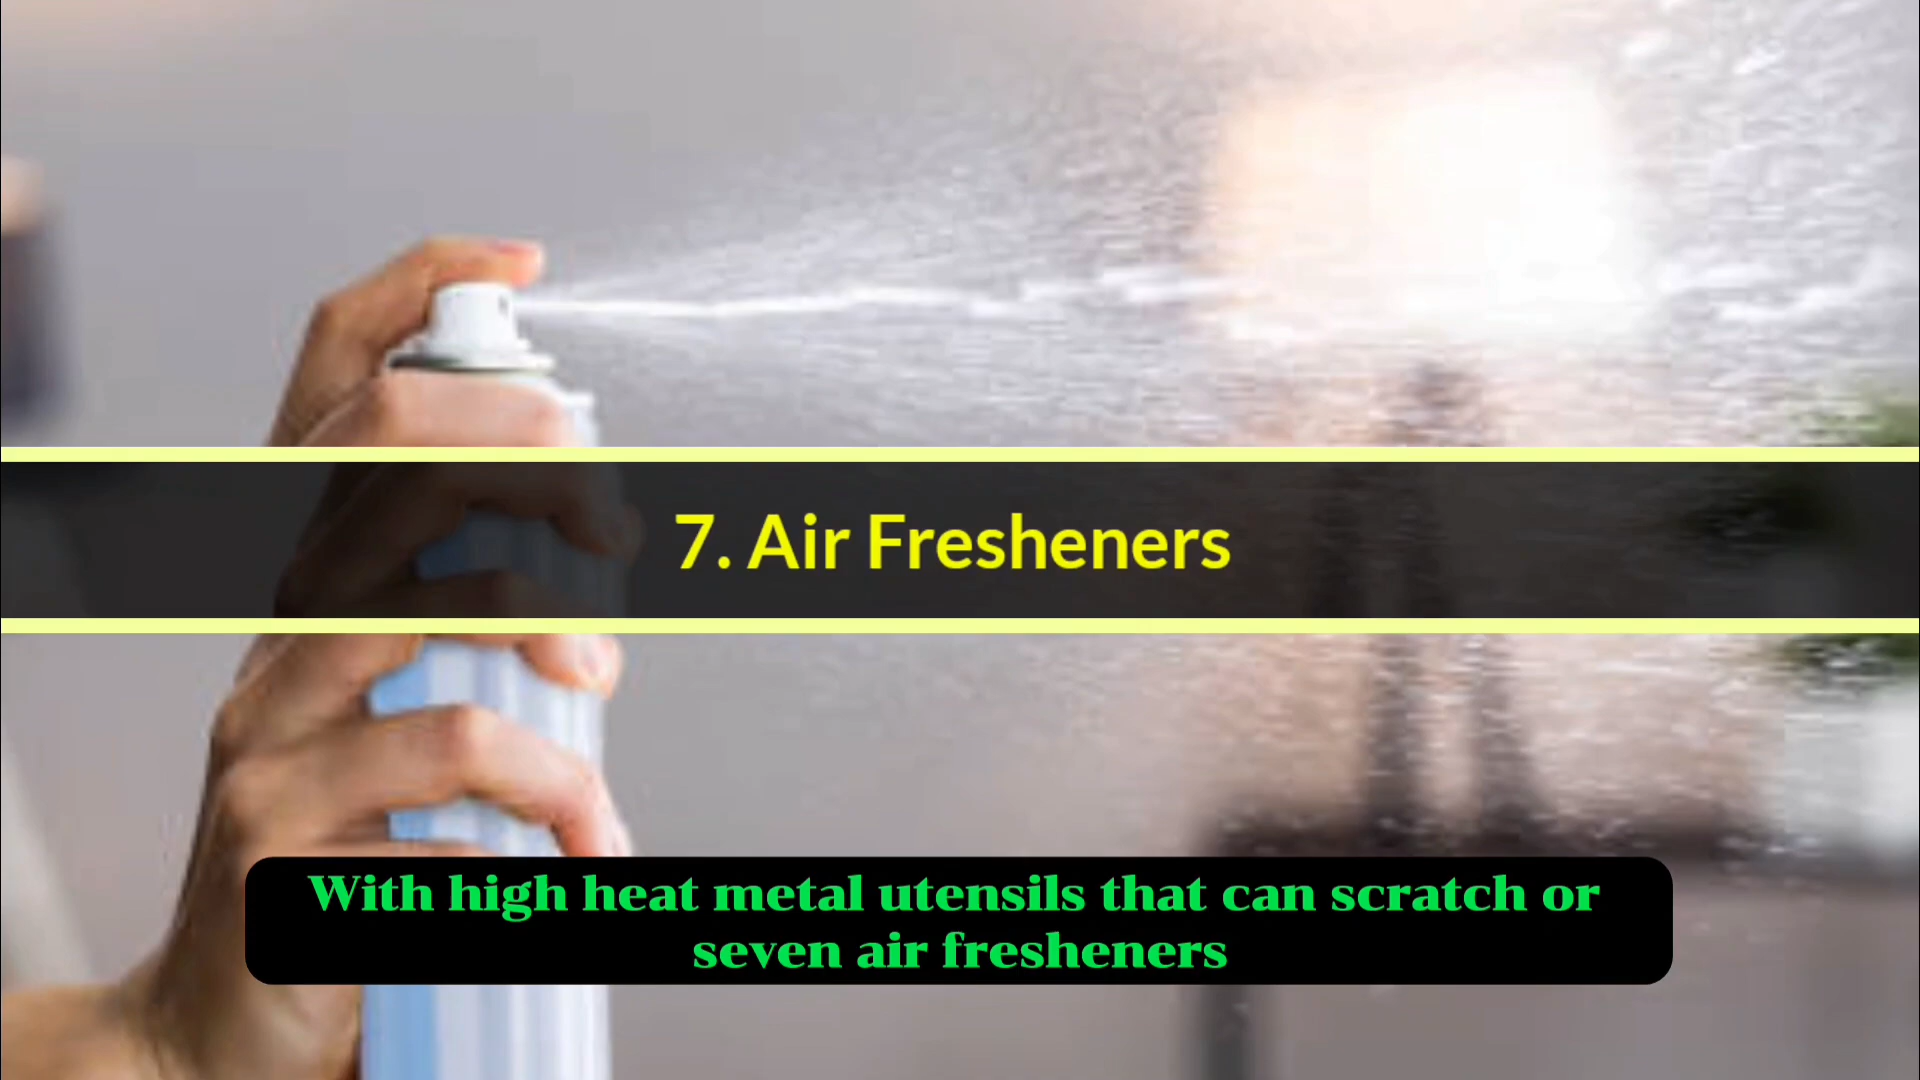 7. Air Fresheners
With high heat metal utensils that can scratch or
seven air fresheners